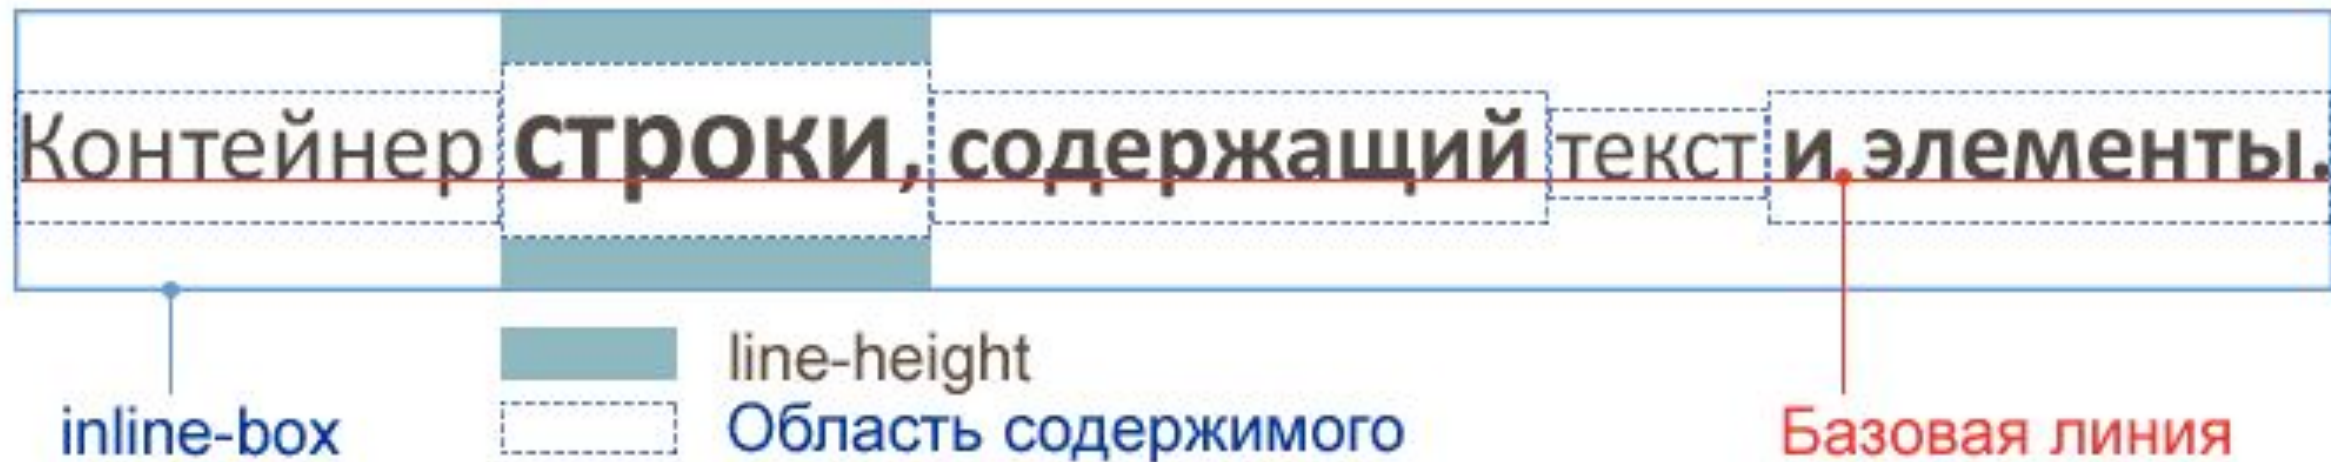 Контейнер строки, содержащий текст и элементы.
line-height
inline-box Область содержимого Базовая линия